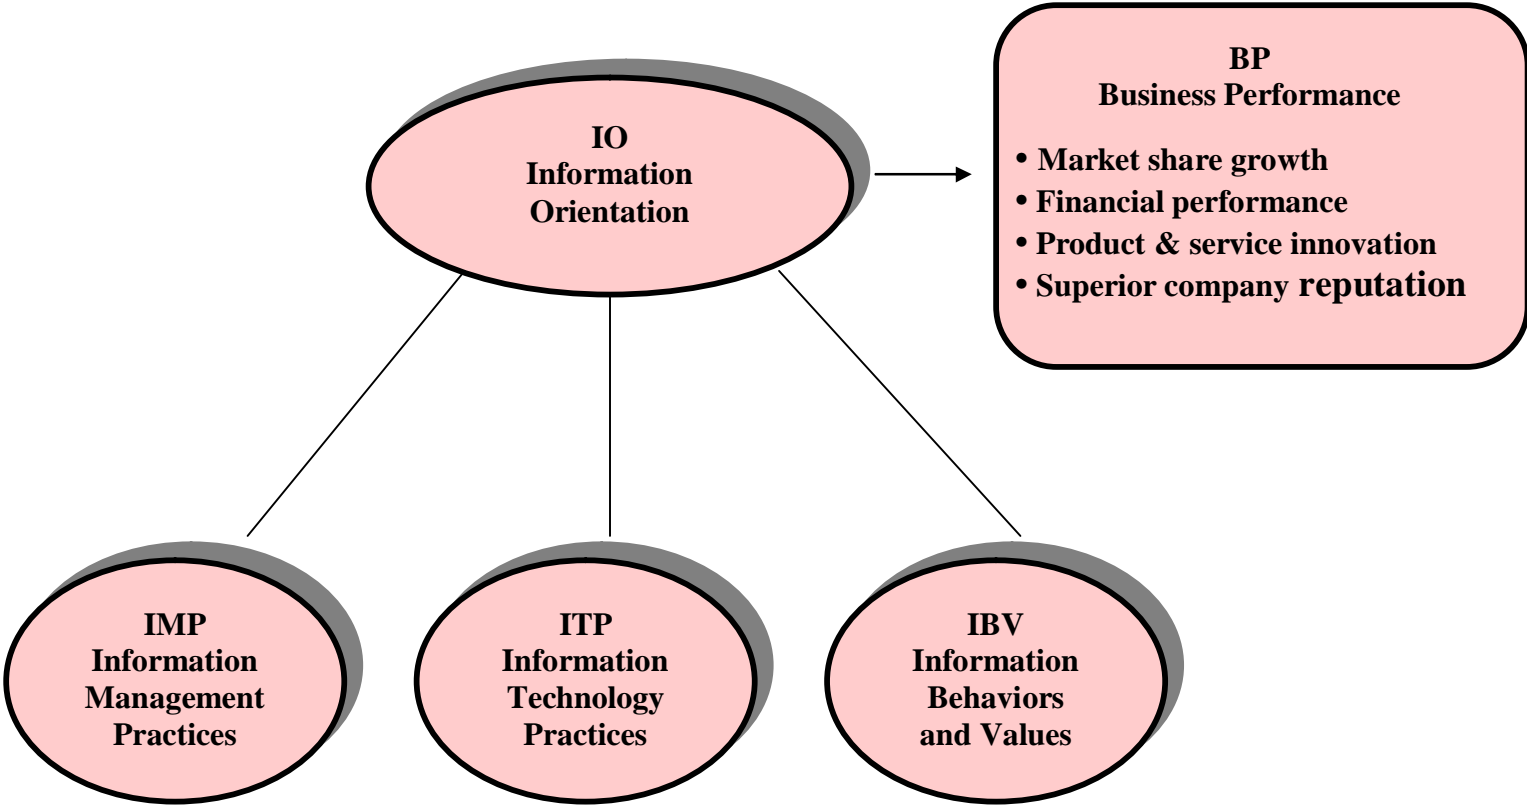 IO
Information
Orientation
BP
Business Performance
• Market share growth
• Financial performance
• Product & service innovation
• Superior company reputation
IMP
Information
Management
Practices
ITP
Information
Technology
Practices
IBV
Information
Behaviors
and Values